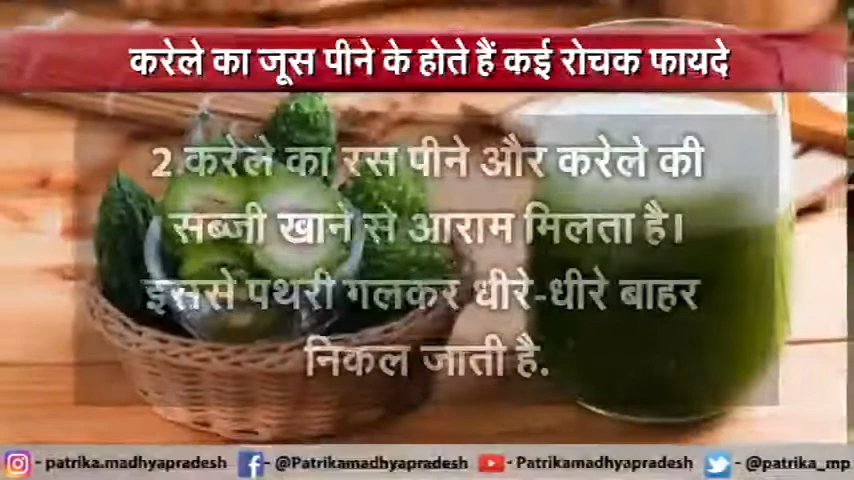 करेले का जूस पीने के होते हैं कई रोचक फायदे
2.करेले का रस पीने और करेले की
सब्जी खाने से आराम मिलता है।
इससे पथरी गलकर धीरे-धीरे बाहर
निकल जाती है.
- patrika.madhyapradesh - @Patrikamadhyapradesh - Patrikamadhyapradesh - @patrika_mp